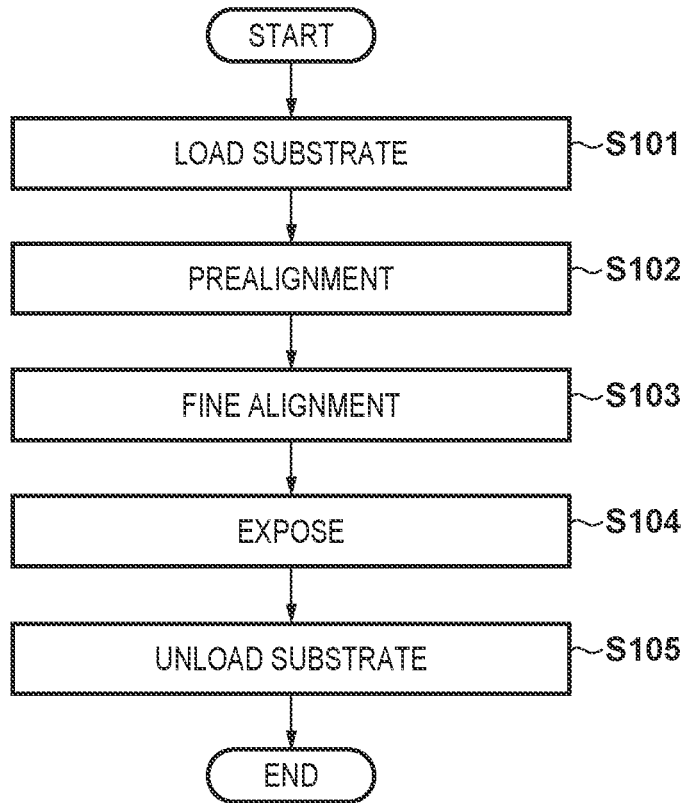 START
LOAD SUBSTRATE
S101
PREALIGNMENT
S102
FINE ALIGNMENT
S103
EXPOSE
S104
UNLOAD SUBSTRATE
S105
END